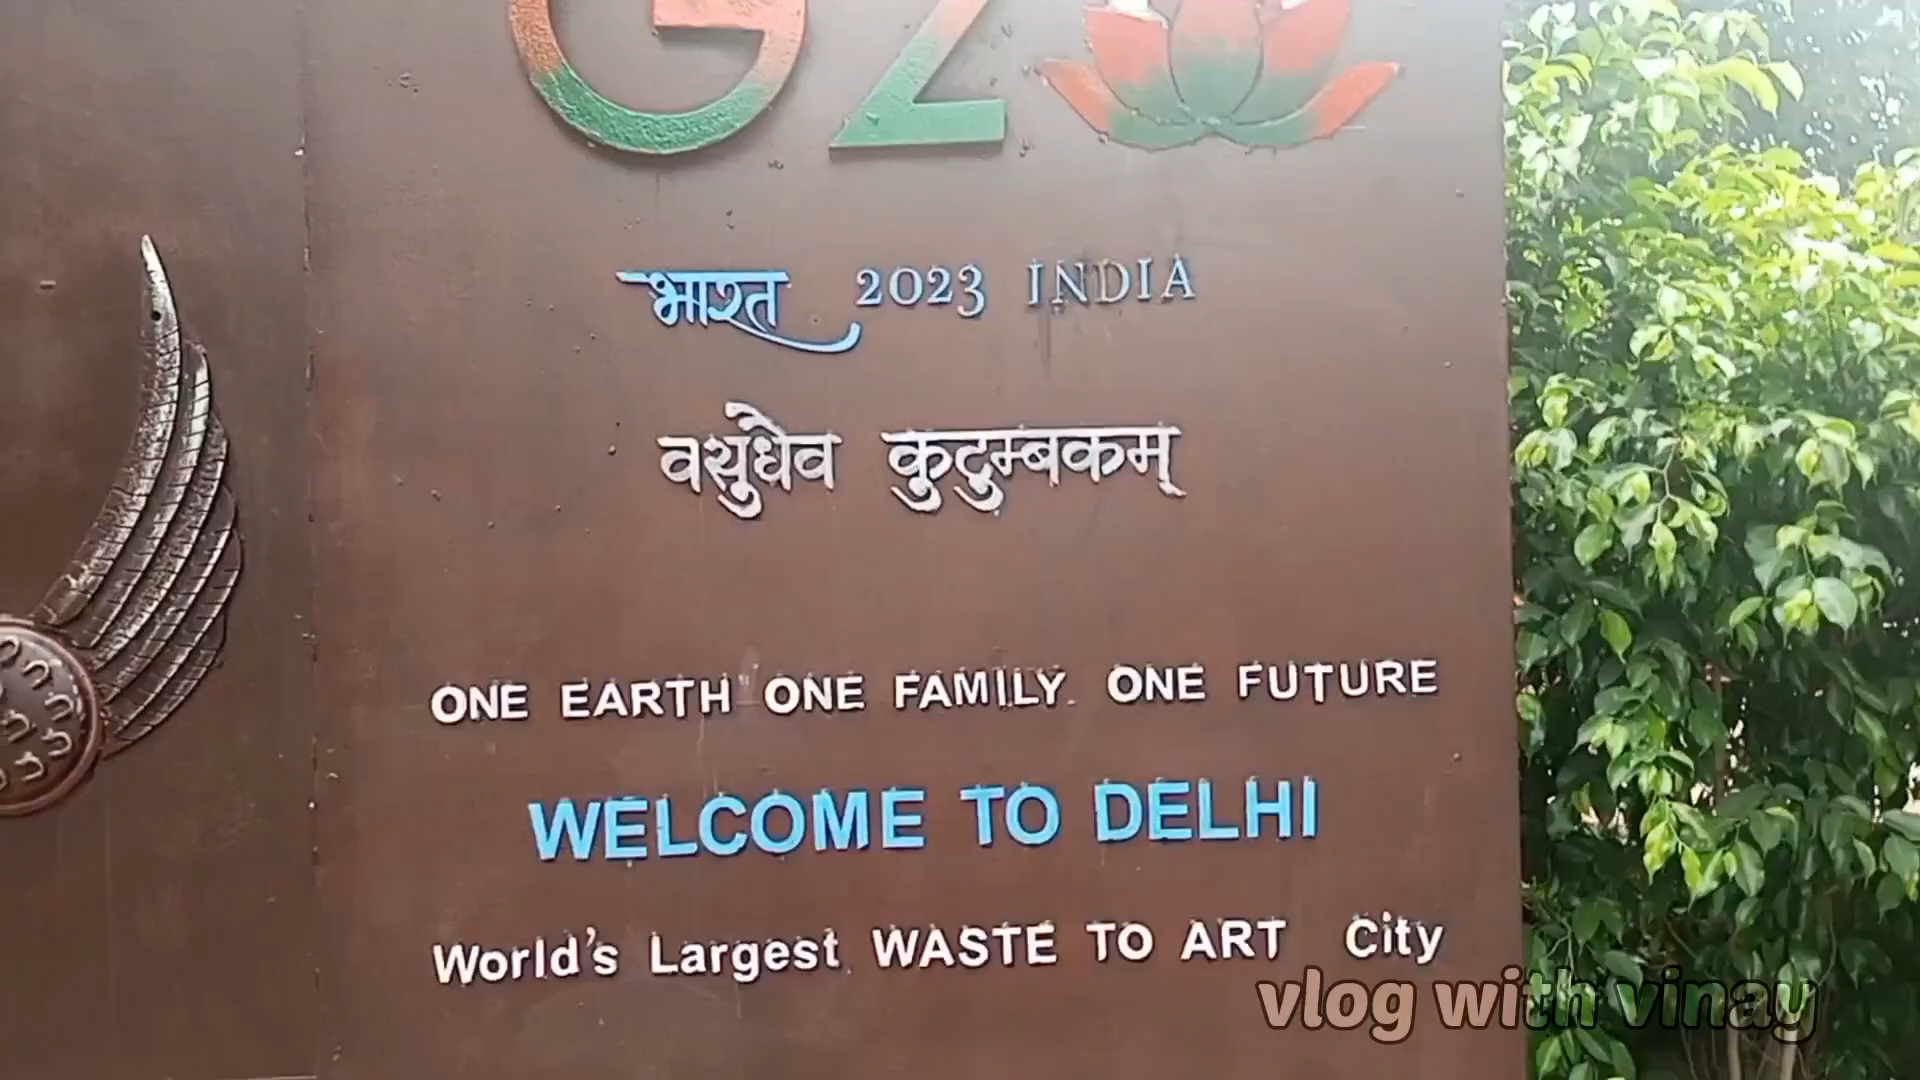 G2
भारत 2023 INDIA
वसुधैव कुटुम्बकम्
ONE EARTH ONE FAMILY ONE FUTURE
WELCOME TO DELHI
World's Largest WASTE TO ART City
vlog with vinay